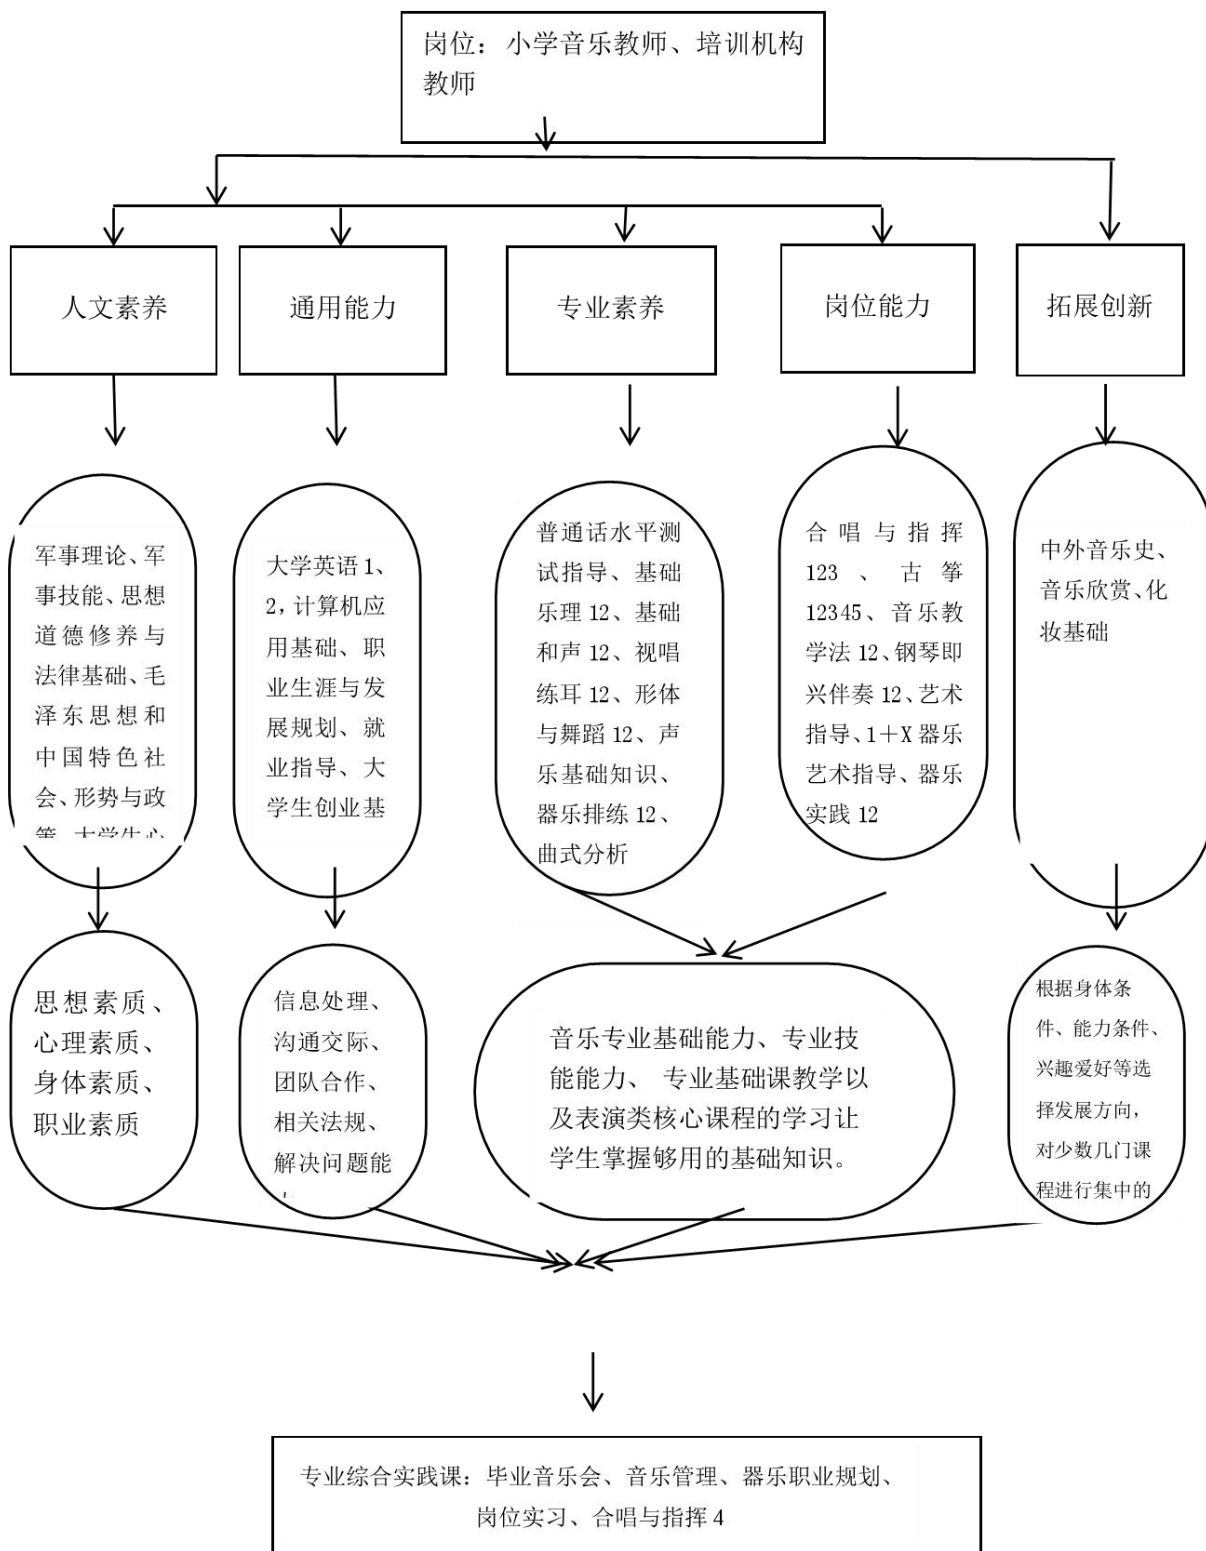 岗位：小学音乐教师、培训机构
教师
人文素养
通用能力
专业素养
岗位能力
拓展创新
军事理论、军
事技能、思想
道德修养与
法律基础、毛
泽东思想和
中国特色社
会、形势与政
大学英语 1、
2，计算机应
用基础、职
业生涯与发
展规划、就
业指导、大
学生创业基
普通话水平测
试指导、基础
乐理 12、基础
和声 12、视唱
练耳 12、形体
与舞蹈 12、声
乐基础知识、
器乐排练 12、
曲式分析
合唱与指挥
123、古筝
12345、音乐教
学法 12、钢琴即
兴伴奏 12、艺术
指导、1＋X 器乐
艺术指导、器乐
实践 12
中外音乐史、
音乐欣赏、化
妆基础
思想素质、
心理素质、
身体素质、
职业素质
信息处理、
沟通交际、
团队合作、
相关法规、
解决问题能
音乐专业基础能力、专业技
能能力、 专业基础课教学以
及表演类核心课程的学习让
学生掌握够用的基础知识。
根据身体条
件、能力条件、
兴趣爱好等选
择发展方向，
对少数几门课
程进行集中的
专业综合实践课：毕业音乐会、音乐管理、器乐职业规划、
岗位实习、合唱与指挥 4